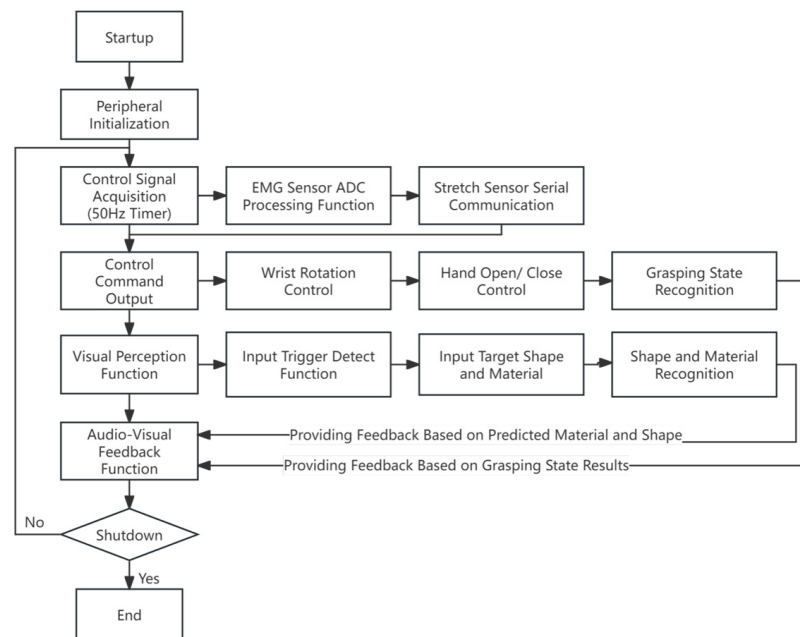 Startup
Peripheral
Initialization
Control Signal
Acquisition
(50Hz Timer)
EMG Sensor ADC
Processing Function
Stretch Sensor Serial
Communication
Control
Command
Output
Wrist Rotation
Control
Hand Open/ Close
Control
Grasping State
Recognition
Visual Perception
Function
Input Trigger Detect
Function
Input Target Shape
and Material
Shape and Material
Recognition
Audio-Visual
Feedback
Function
Providing Feedback Based on Predicted Material and Shape
Providing Feedback Based on Grasping State Results
No
Shutdown
Yes
End